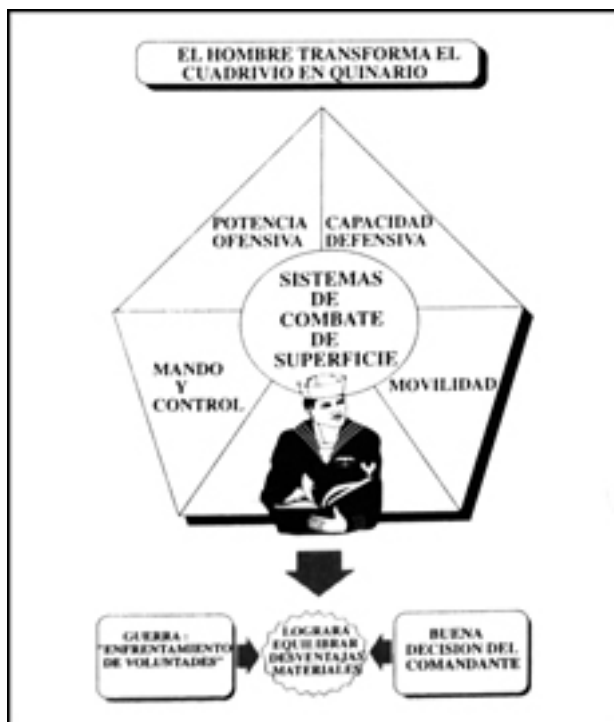 EL HOMBRE TRANSFORMA EL
CUADRIVIO EN QUINARIO
POTENCIA
OFENSIVA
CAPACIDAD
DEFENSIVA
SISTEMAS
DE
COMBATE
DE
SUPERFICIE
MANDO
Y
CONTROL
MOVILIDAD
GUERRA :
"ENFRENTAMIENTO
DE VOLUNTADES"
LOGRARA
EQUILIBRAR
DESVENTAJAS
MATERIALES
BUENA
DECISION DEL
COMANDANTE